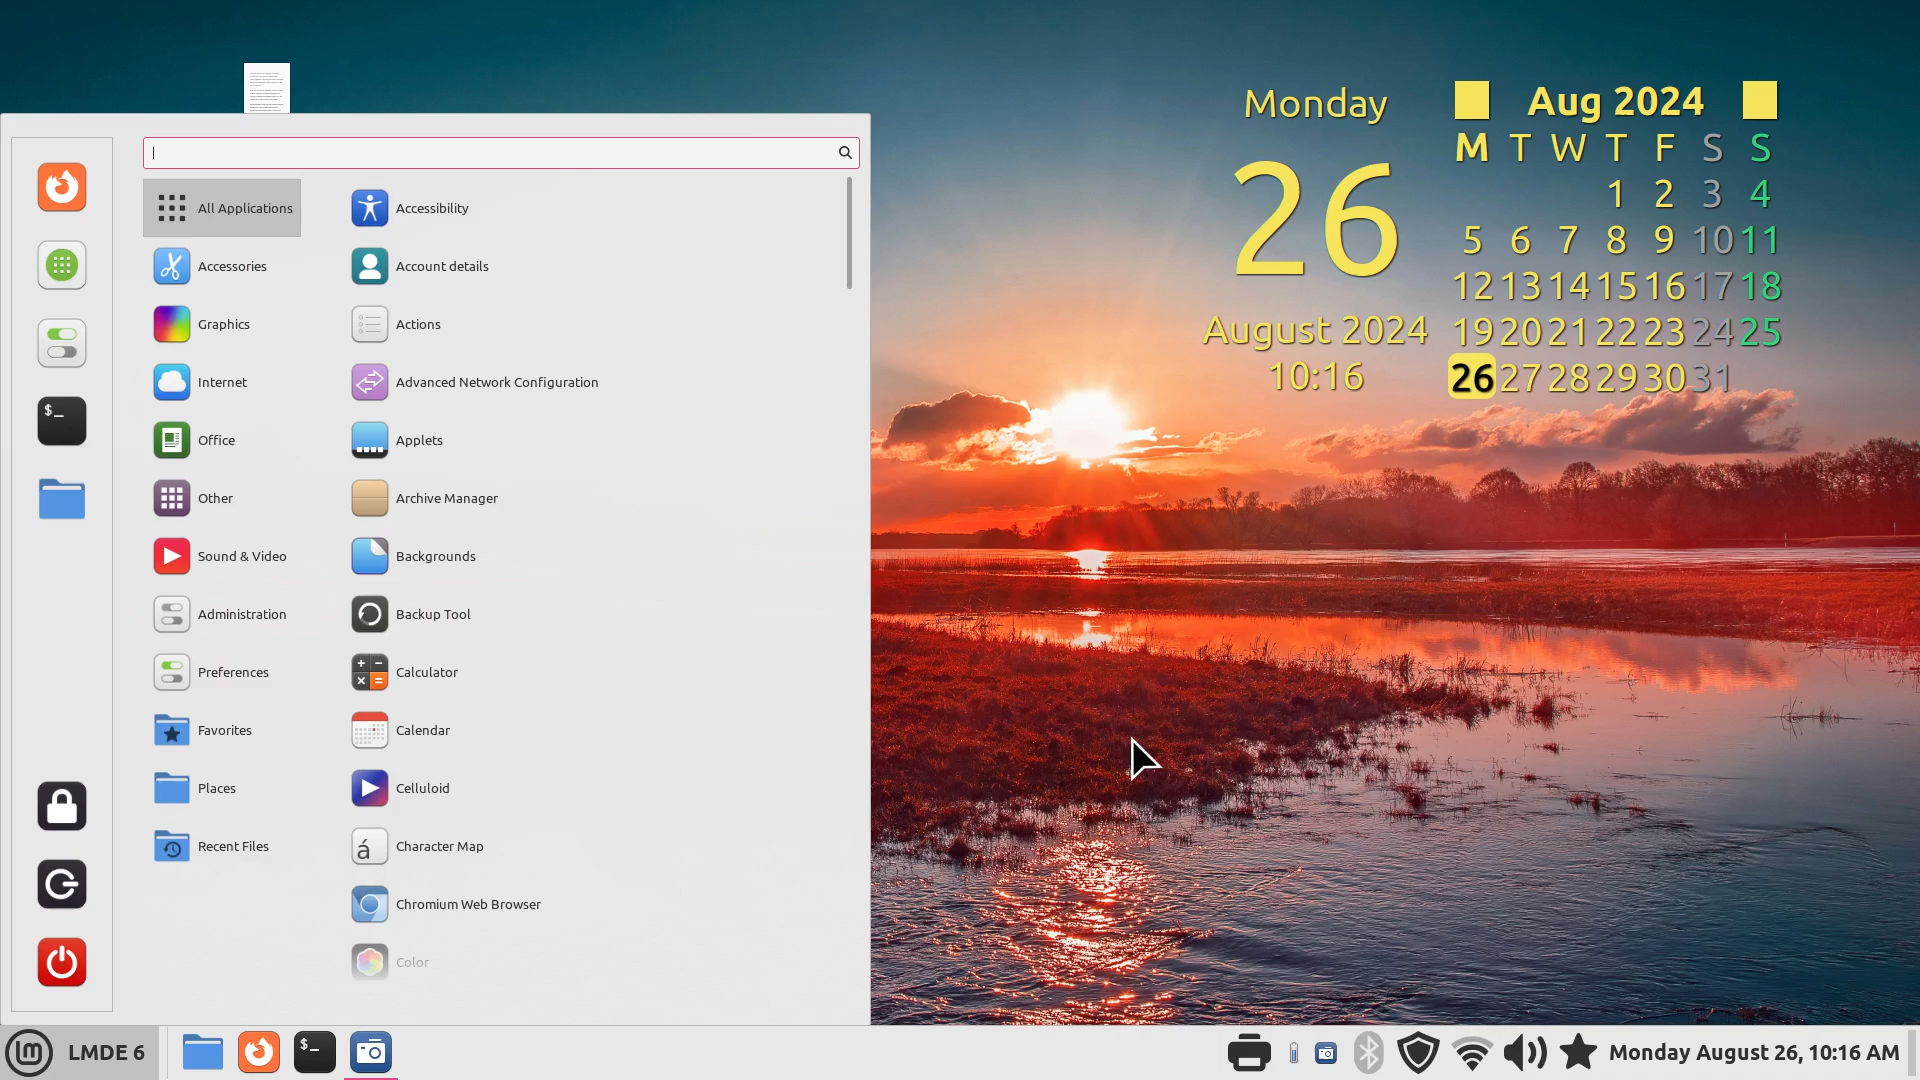 All Applications
Accessories
Graphics
Internet
Office
Other
Sound & Video
Administration
Preferences
Favorites
Places
Recent Files
Accessibility
Account details
Actions
Advanced Network Configuration
Applets
Archive Manager
Backgrounds
Backup Tool
Calculator
Calendar
Celluloid
Character Map
Chromium Web Browser
Color
Monday
26
August 2024
10:16
Aug 2024
M T W T F S S
1 2 3 4
5 6 7 8 9 10 11
12 13 14 15 16 17 18
19 20 21 22 23 24 25
26 27 28 29 30 31
LMDE 6
Monday August 26, 10:16 AM